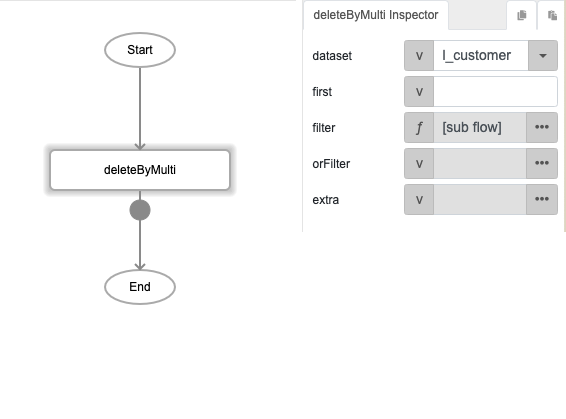 deleteByMulti Inspector
Start
dataset v l_customer
first v
filter ƒ [sub flow] •••
orFilter v •••
deleteByMulti
extra v •••
End